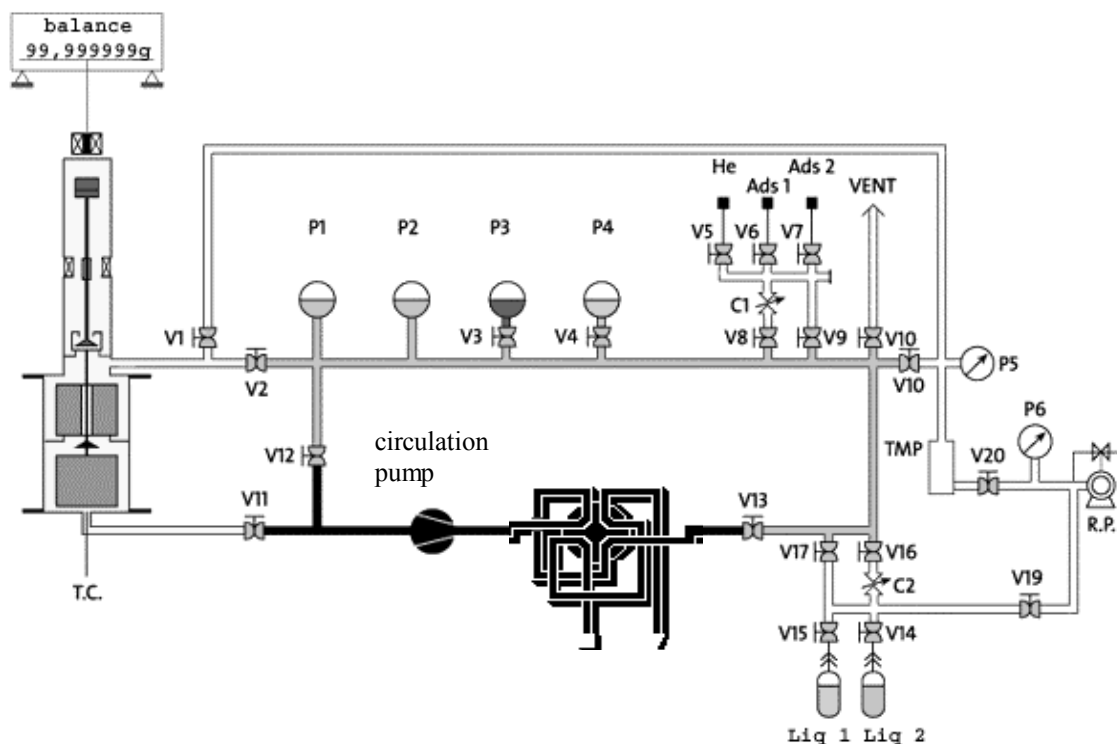 balance
99,999999g
He
Ads 1
Ads 2
VENT
P1
P2
P3
P4
V5
V6
V7
C1
V1
V3
V4
V8
V9
V10
V2
V10
P5
P6
V12
circulation
pump
TMP
V20
V11
V13
R.P.
V17
V16
T.C.
C2
V19
V15
V14
Liq 1
Liq 2